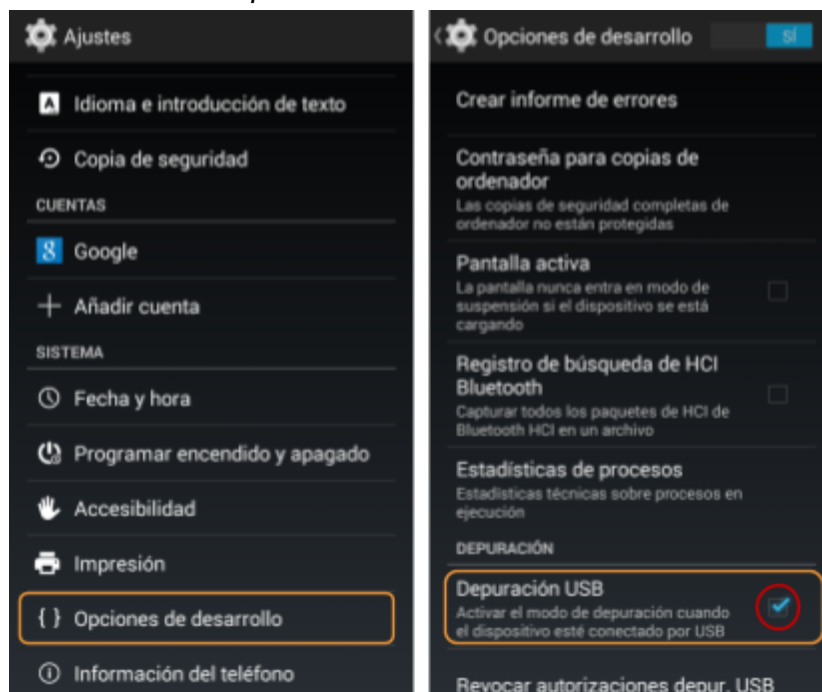 Ajustes
Idioma e introducción de texto
Copia de seguridad
CUENTAS
Google
Añadir cuenta
SISTEMA
Fecha y hora
Programar encendido y apagado
Accesibilidad
Impresión
{ } Opciones de desarrollo
Información del teléfono
Opciones de desarrollo SÍ
Crear informe de errores
Contraseña para copias de
ordenador
Las copias de seguridad completas de
ordenador no están protegidas
Pantalla activa
La pantalla nunca entra en modo de
suspensión si el dispositivo se está
cargando
Registro de búsqueda de HCI
Bluetooth
Capturar todos los paquetes de HCI de
Bluetooth HCI en un archivo
Estadísticas de procesos
Estadísticas técnicas sobre procesos en
ejecución
DEPURACIÓN
Depuración USB
Activar el modo de depuración cuando
el dispositivo esté conectado por USB
Revocar autorizaciones depur. USB